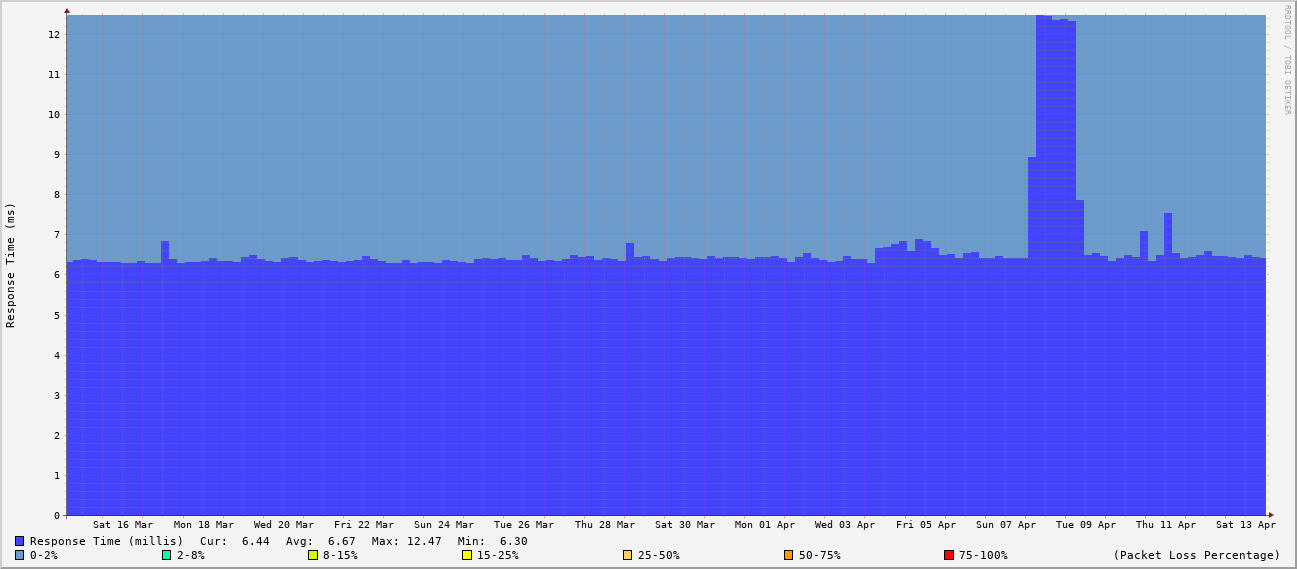 RRDTOOL / TOBI OETIKER
Response Time (ms)
12
11
10
9
8
7
6
5
4
3
2
1
0
Sat 16 Mar Mon 18 Mar Wed 20 Mar Fri 22 Mar Sun 24 Mar Tue 26 Mar Thu 28 Mar Sat 30 Mar Mon 01 Apr Wed 03 Apr Fri 05 Apr Sun 07 Apr Tue 09 Apr Thu 11 Apr Sat 13 Apr
Response Time (millis) Cur: 6.44 Avg: 6.67 Max: 12.47 Min: 6.30
0-2% 2-8% 8-15% 15-25% 25-50% 50-75% 75-100% (Packet Loss Percentage)